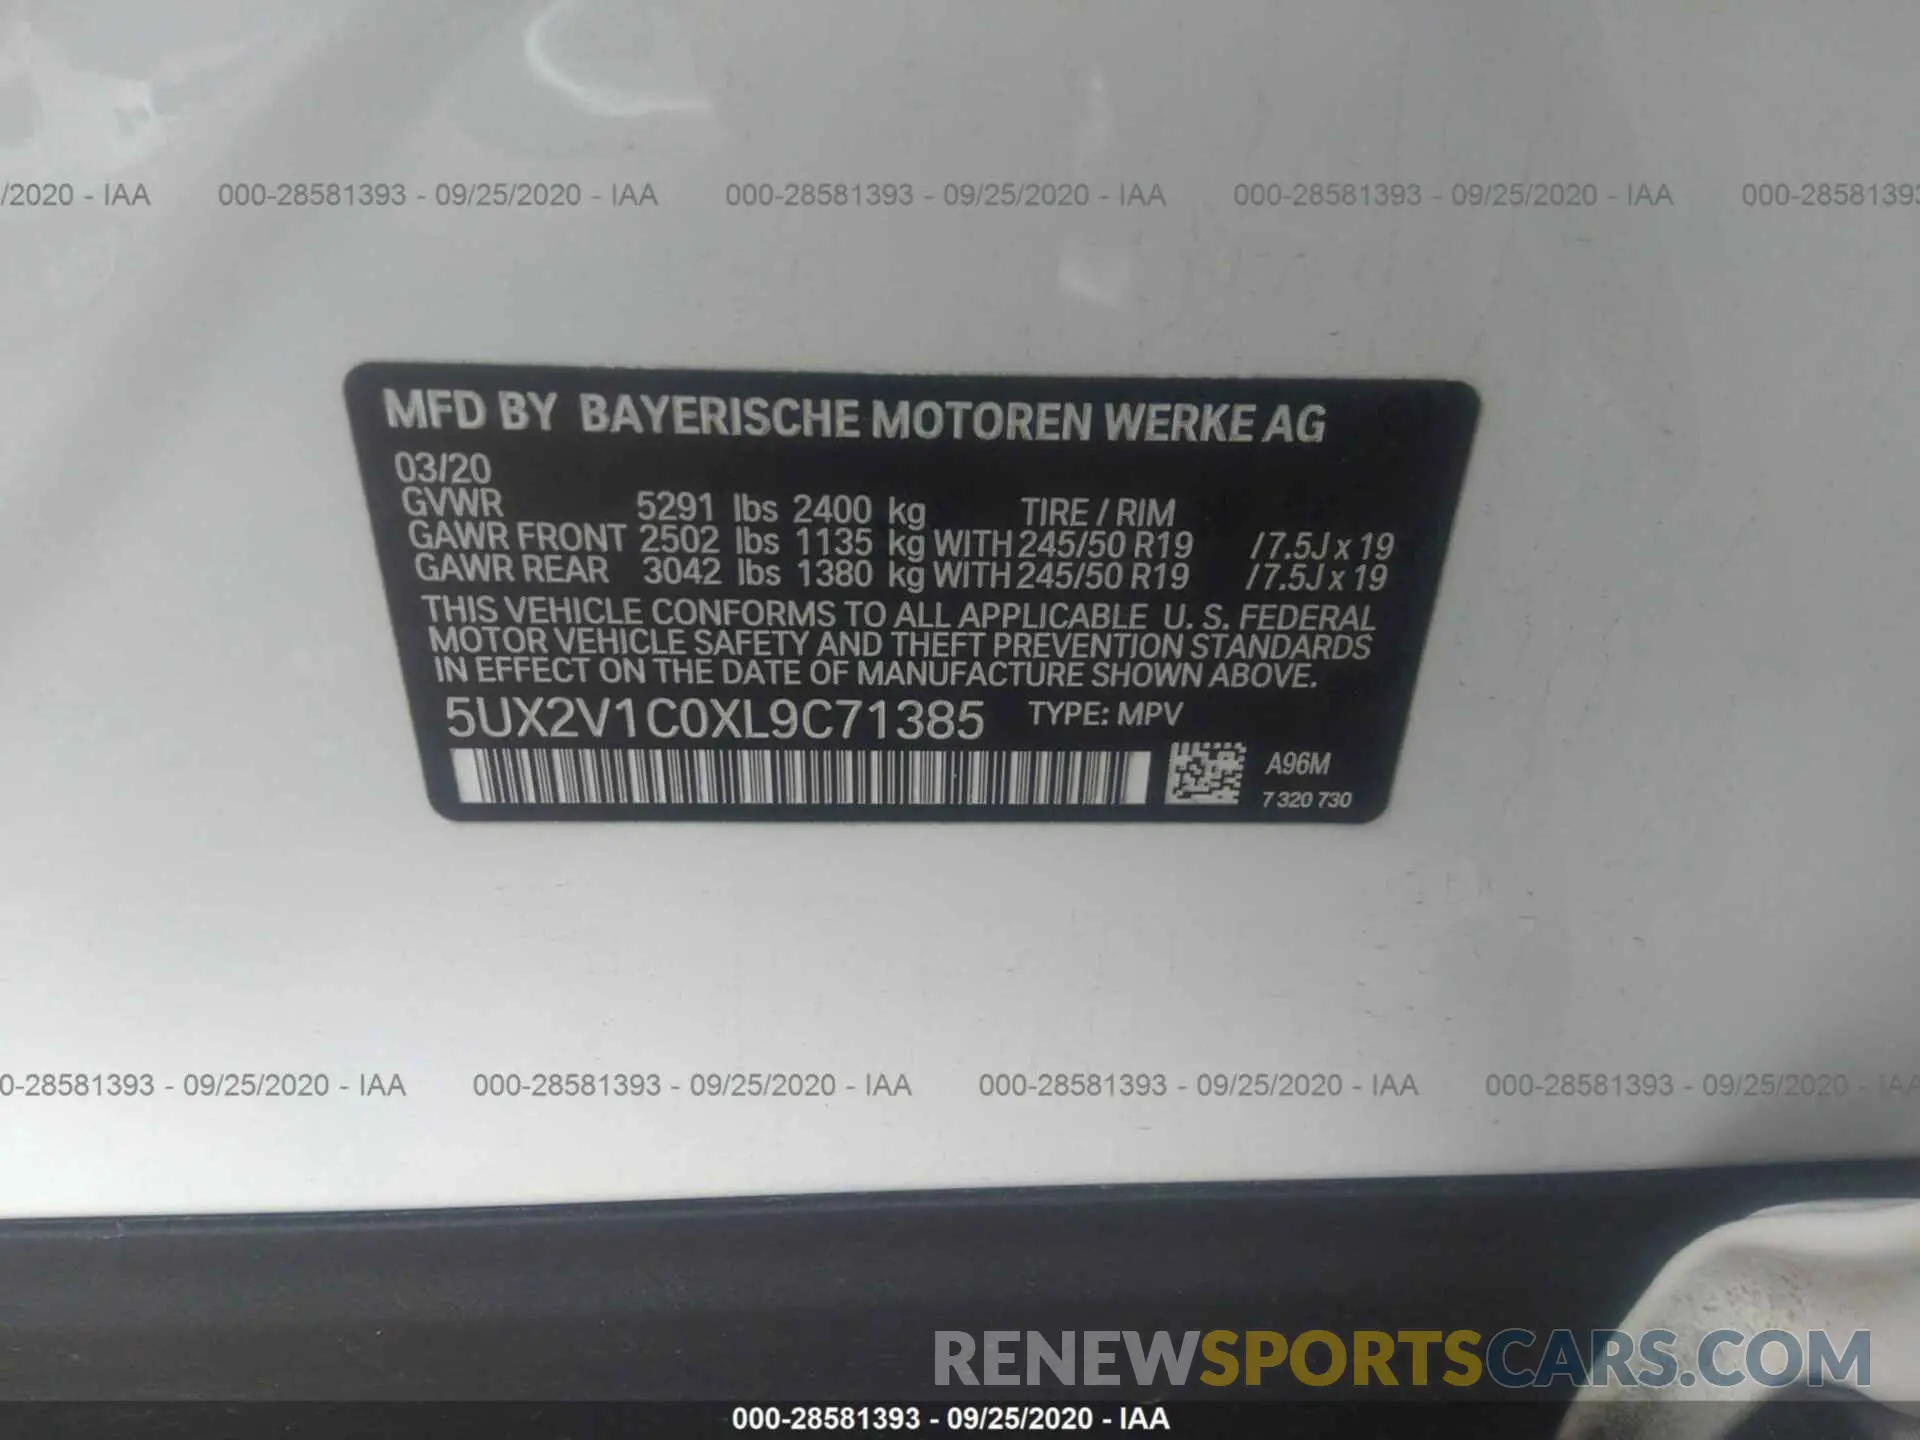 /2020 - IAA 000-28581393 - 09/25/2020 - IAA 000-28581393 - 09/25/2020 - IAA 000-28581393 - 09/25/2020 - IAA 000-2858139
MFD BY BAYERISCHE MOTOREN WERKE AG
03/20
GVWR 5291 lbs 2400 kg TIRE / RIM
GAWR FRONT 2502 lbs 1135 kg WITH 245/50 R19 / 7.5J x 19
GAWR REAR 3042 lbs 1380 kg WITH 245/50 R19 / 7.5J x 19
THIS VEHICLE CONFORMS TO ALL APPLICABLE U. S. FEDERAL
MOTOR VEHICLE SAFETY AND THEFT PREVENTION STANDARDS
IN EFFECT ON THE DATE OF MANUFACTURE SHOWN ABOVE.
5UX2V1C0XL9C71385 TYPE: MPV
A96M
7 320 730
0-28581393 - 09/25/2020 - IAA 000-28581393 - 09/25/2020 - IAA 000-28581393 - 09/25/2020 - IAA 000-28581393 - 09/25/2020 - IAA
RENEWSPORTSCARS.COM
000-28581393 - 09/25/2020 - IAA